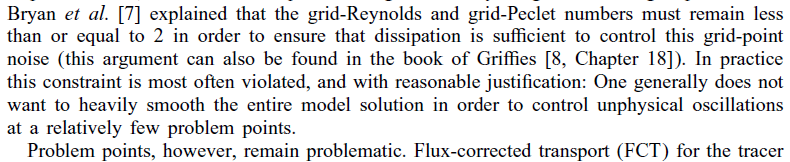 Bryan et al. [7] explained that the grid-Reynolds and grid-Peclet numbers must remain less
than or equal to 2 in order to ensure that dissipation is sufficient to control this grid-point
noise (this argument can also be found in the book of Griffies [8, Chapter 18]). In practice
this constraint is most often violated, and with reasonable justification: One generally does not
want to heavily smooth the entire model solution in order to control unphysical oscillations
at a relatively few problem points.
Problem points, however, remain problematic. Flux-corrected transport (FCT) for the tracer